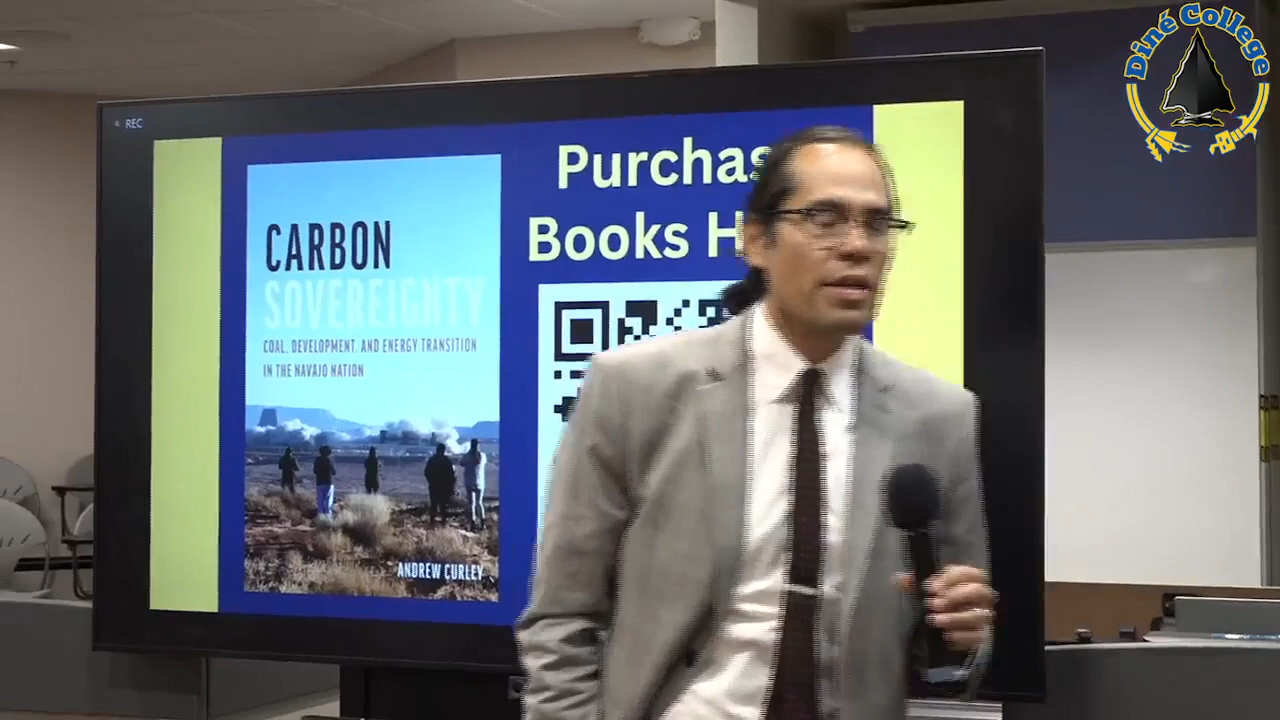 Diné College
REC
Purchas
Books H
CARBON
SOVEREIGNTY
COAL, DEVELOPMENT, AND ENERGY TRANSITION
IN THE NAVAJO NATION
ANDREW CURLEY